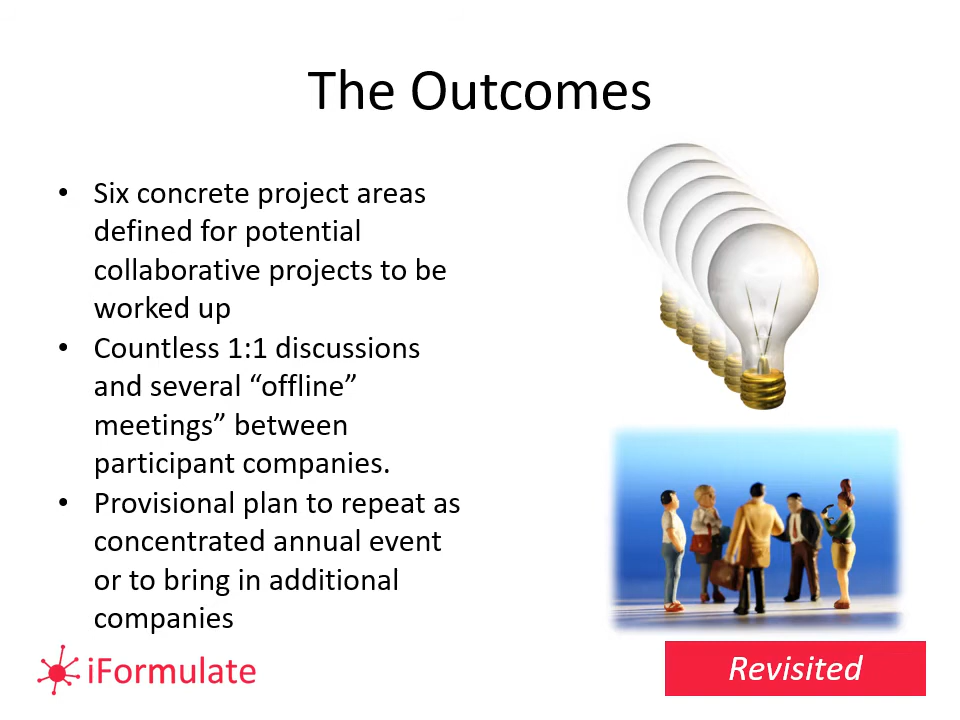 The Outcomes
• Six concrete project areas
defined for potential
collaborative projects to be
worked up
• Countless 1:1 discussions
and several “offline”
meetings” between
participant companies.
• Provisional plan to repeat as
concentrated annual event
or to bring in additional
companies
iFormulate
Revisited